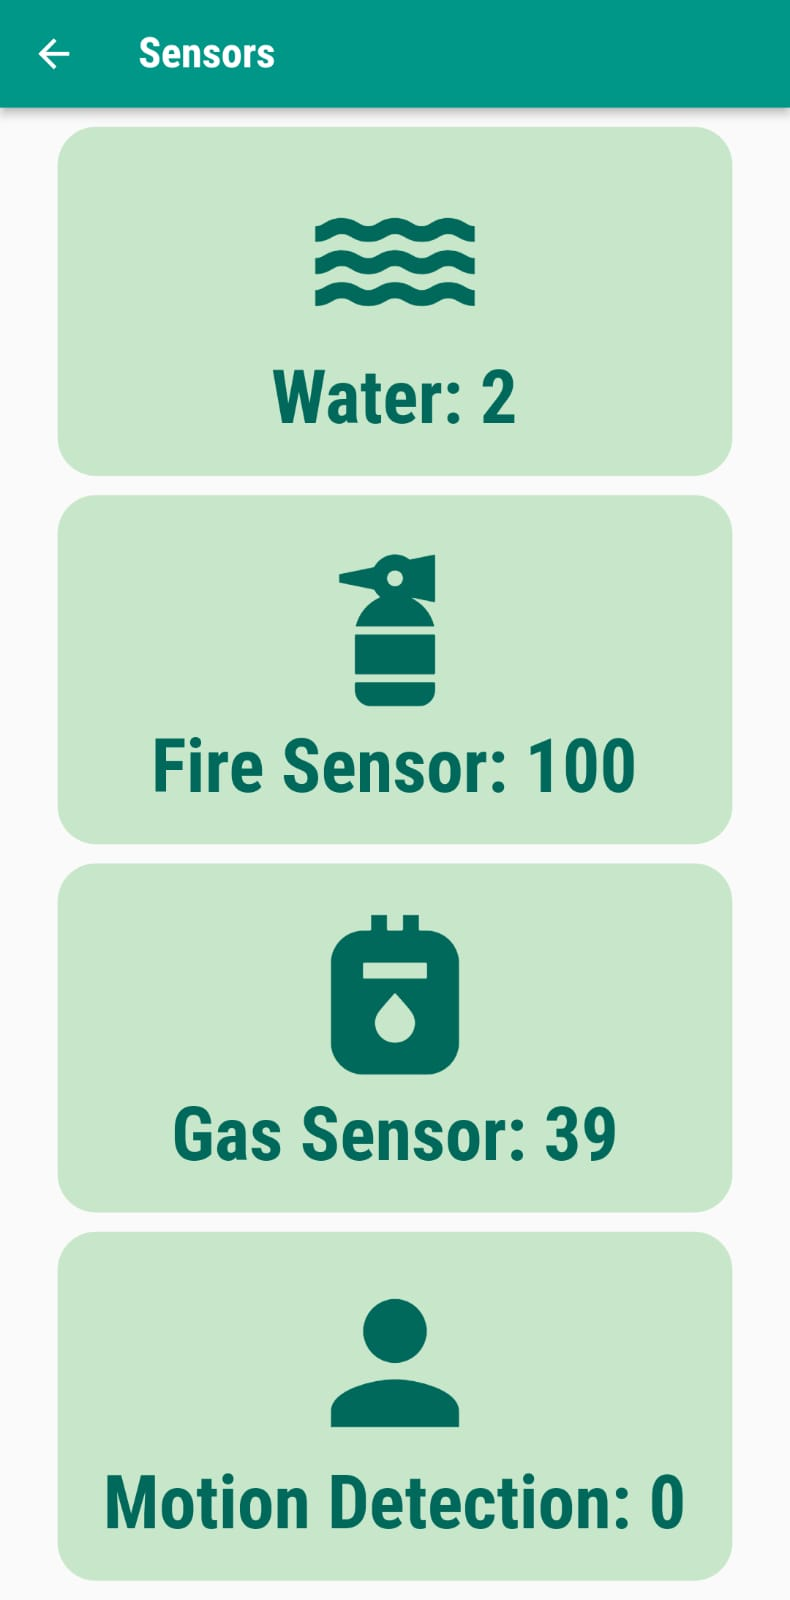 Sensors
Water: 2
Fire Sensor: 100
Gas Sensor: 39
Motion Detection: 0